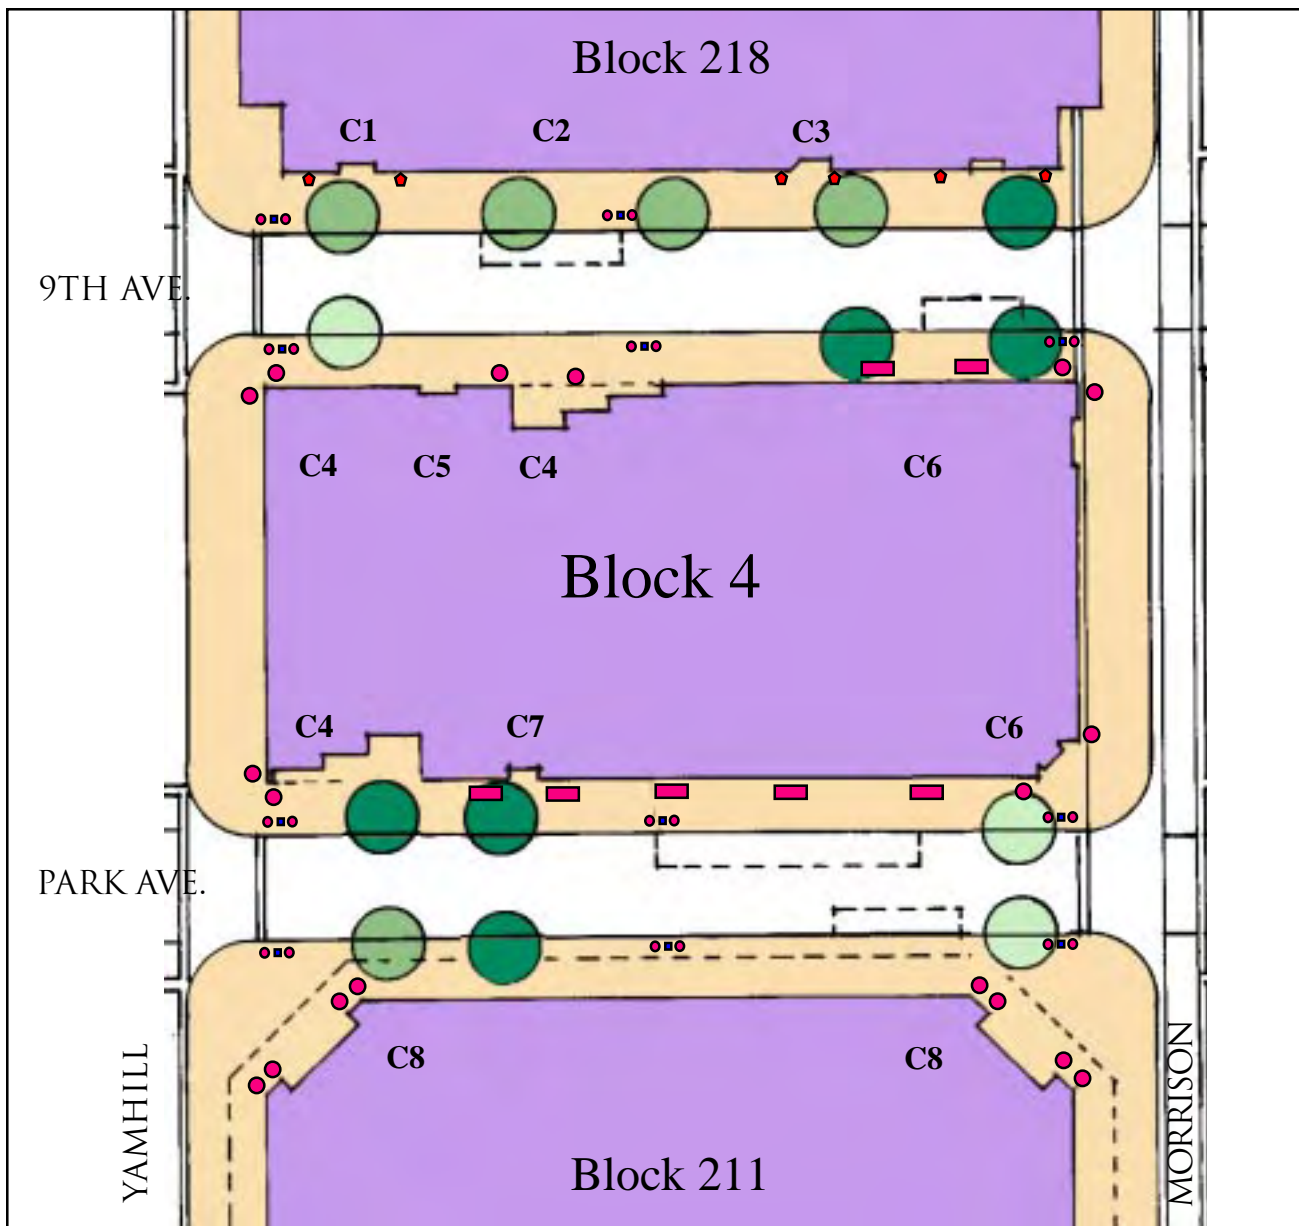 Block 218
C1 C2 C3
9TH AVE.
C4 C5 C4 C6
Block 4
C4 C7 C6
PARK AVE.
C8 C8
YAMHILL
MORRISON
Block 211